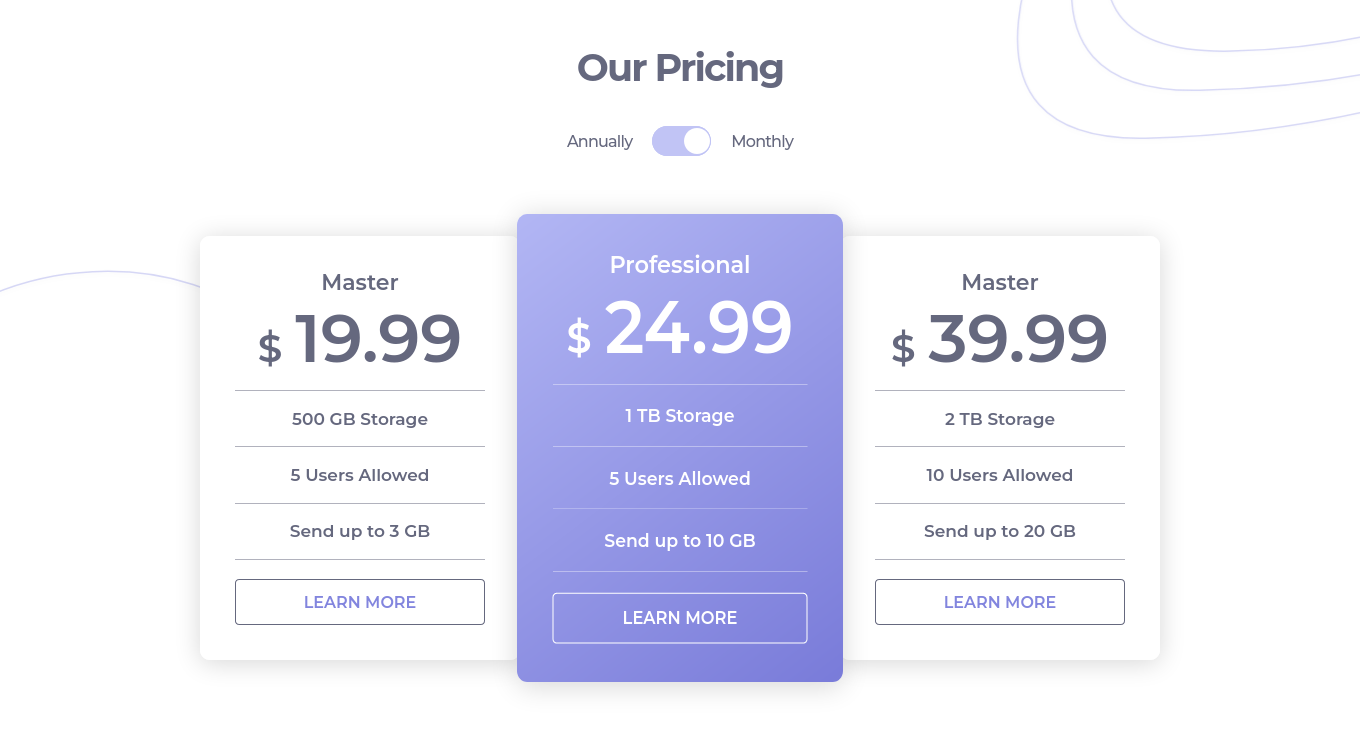 Our Pricing
Annually
Monthly
Master
$ 19.99
500 GB Storage
5 Users Allowed
Send up to 3 GB
LEARN MORE
Professional
$ 24.99
1 TB Storage
5 Users Allowed
Send up to 10 GB
LEARN MORE
Master
$ 39.99
2 TB Storage
10 Users Allowed
Send up to 20 GB
LEARN MORE